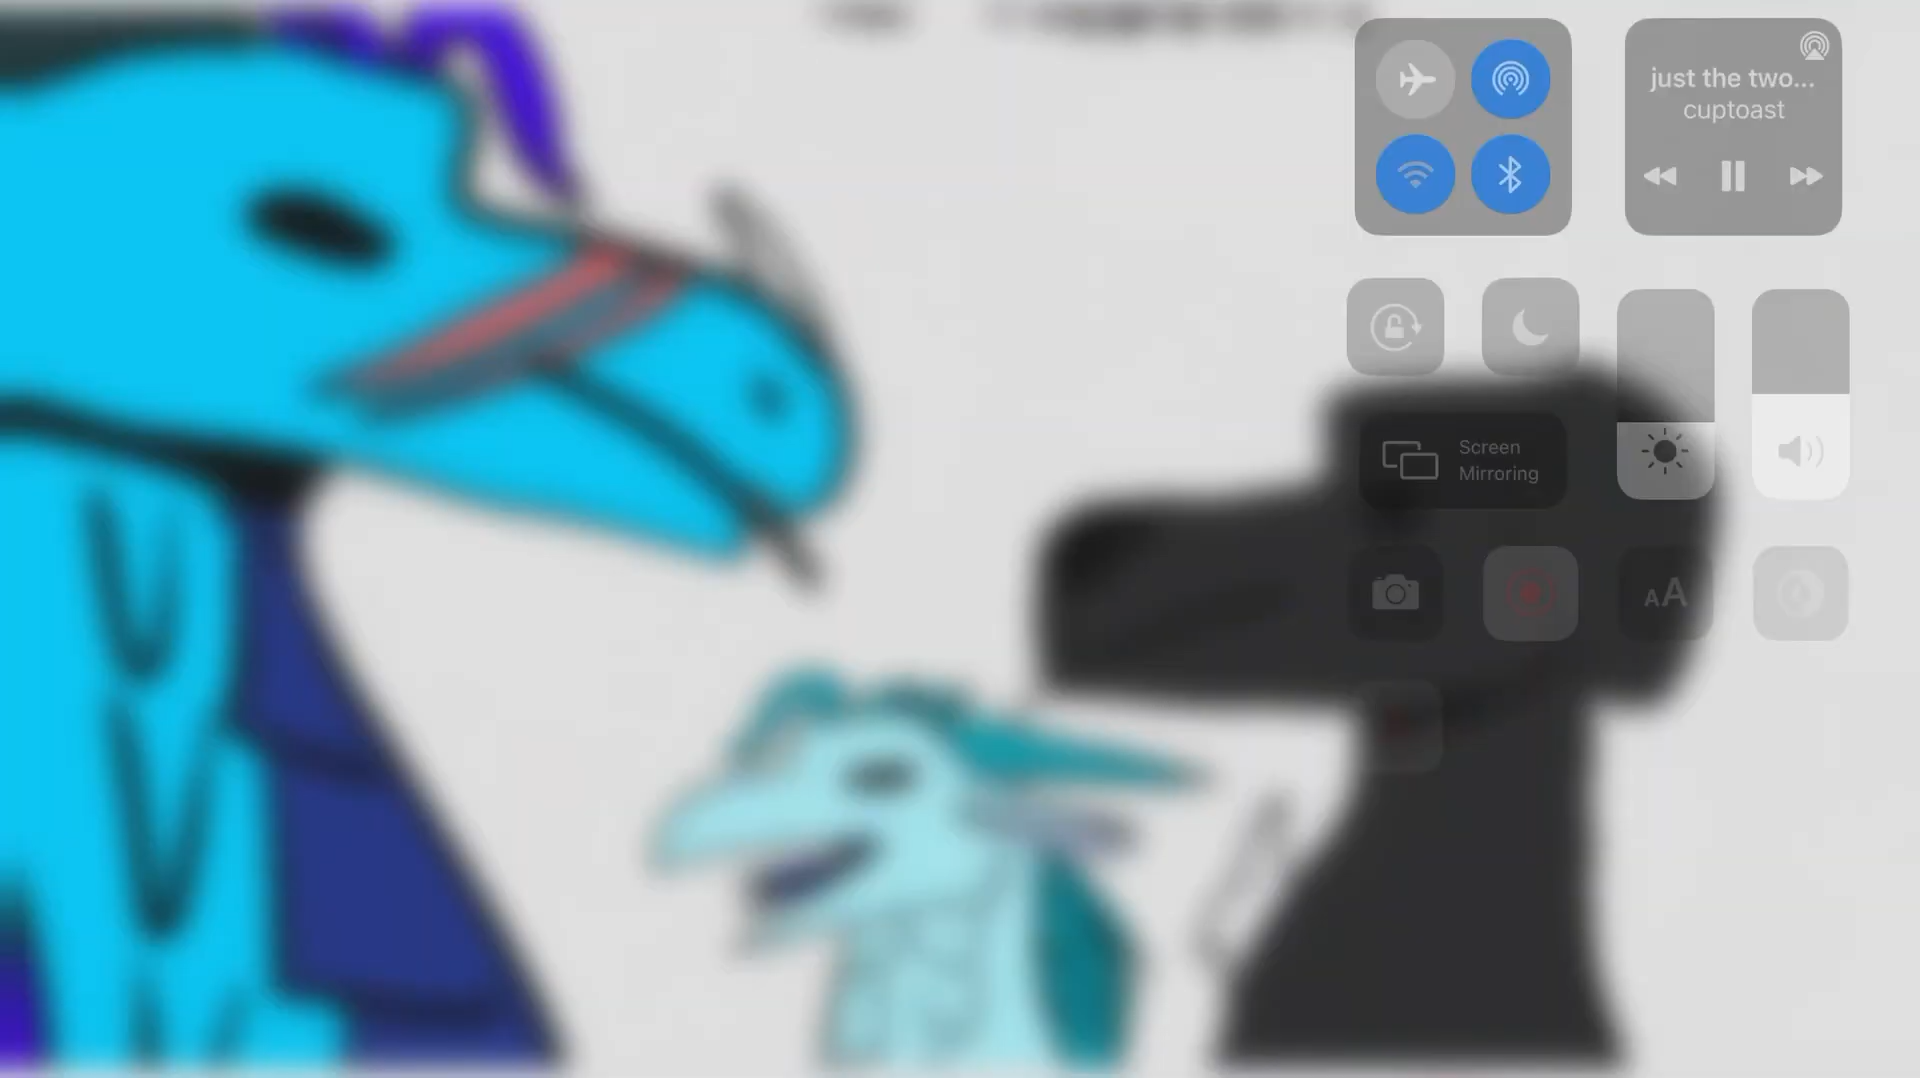 just the two...
cuptoast
Screen
Mirroring
AA